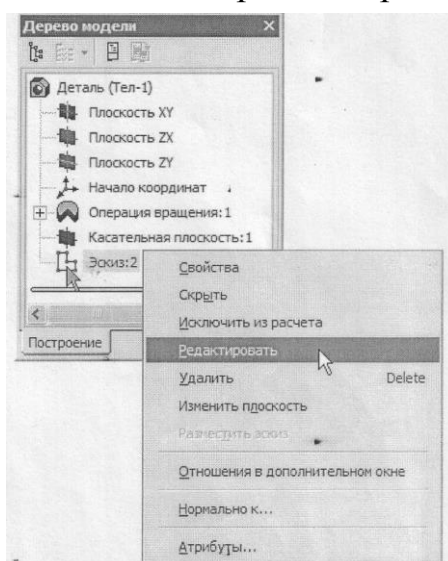 Дерево модели
Деталь (Тел-1)
Плоскость XY
Плоскость ZX
Плоскость ZY
Начало координат
Операция вращения:1
Касательная плоскость:1
Эскиз:2
Построение
Свойства
Скрыть
Исключить из расчета
Редактировать
Удалить Delete
Изменить плоскость
Разместить эскиз
Отношения в дополнительном окне
Нормально к...
Атрибуты...